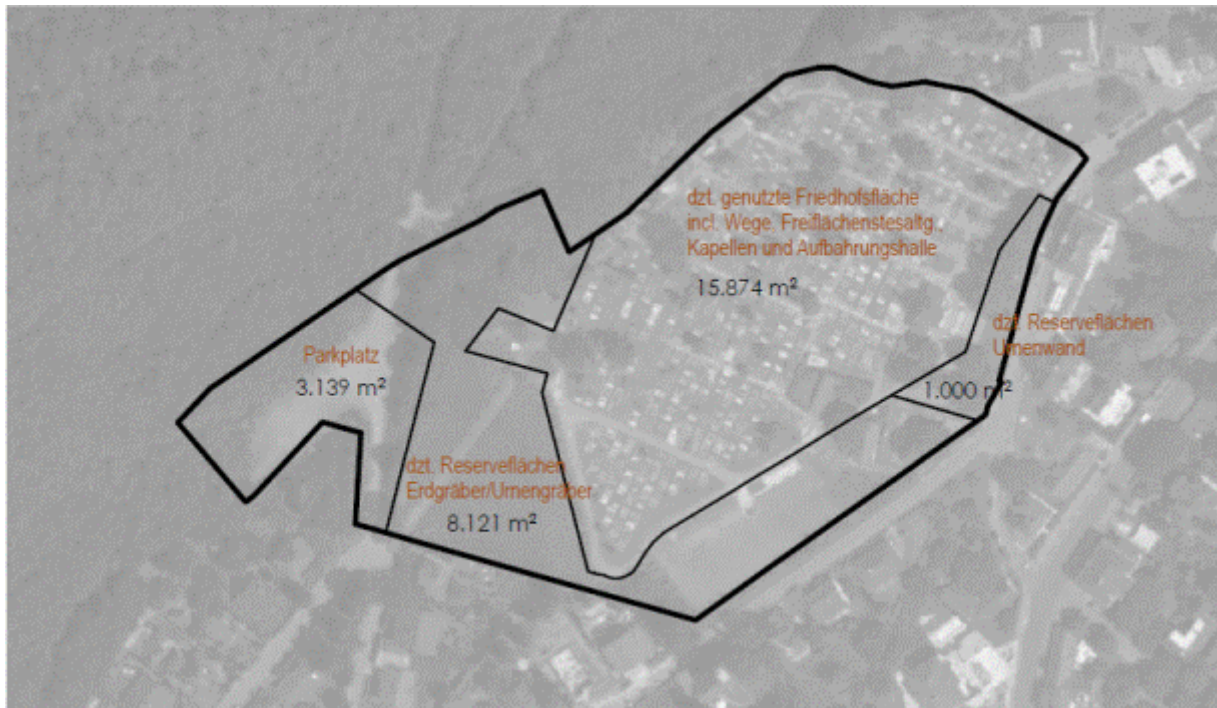 dzt. genutzte Friedhofsfläche
incl. Wege, Freiflächenstesaltg.,
Kapellen und Aufbahrungshalle
15.874 m²
dzt. Reserveflächen
Urnenwand
1.000 m²
Parkplatz
3.139 m²
dzt. Reserveflächen
Erdgräber/Urnengräber
8.121 m²